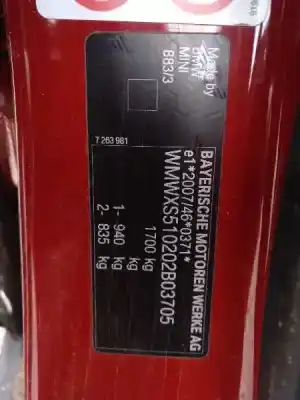 BAYERISCHE MOTOREN WERKE AG
e1*2007/46*0371*
WMWXS510202B03705
1700 kg
1- 940 kg
2- 835 kg
Made by
BMW
MINI
B83/3
7 263 981